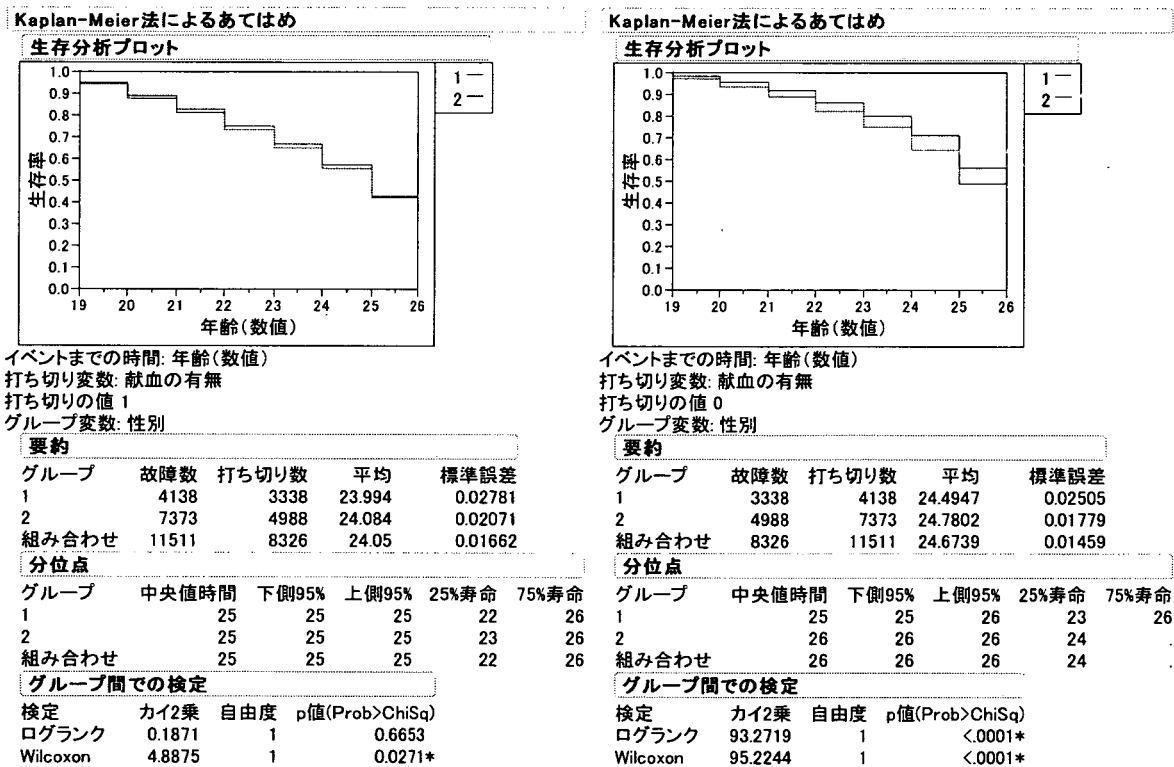 Kaplan-Meier法によるあてはめ
生存分析プロット
1.0
0.9
0.8
0.7
0.6
0.5
0.4
0.3
0.2
0.1
0.0
生存率
19 20 21 22 23 24 25 26
年齢(数値)
1
2
イベントまでの時間: 年齢(数値)
打ち切り変数: 献血の有無
打ち切りの値 1
グループ変数: 性別
要約
グループ 故障数 打ち切り数 平均 標準誤差
1 4138 3338 23.994 0.02781
2 7373 4988 24.084 0.02071
組み合わせ 11511 8326 24.05 0.01662
分位点
グループ 中央値時間 下側95% 上側95% 25%寿命 75%寿命
1 25 25 25 22 26
2 25 25 25 23 26
組み合わせ 25 25 25 22 26
グループ間での検定
検定 カイ2乗 自由度 p値(Prob>ChiSq)
ログランク 0.1871 1 0.6653
Wilcoxon 4.8875 1 0.0271*
Kaplan-Meier法によるあてはめ
生存分析プロット
1.0
0.9
0.8
0.7
0.6
0.5
0.4
0.3
0.2
0.1
0.0
生存率
19 20 21 22 23 24 25 26
年齢(数値)
1
2
イベントまでの時間: 年齢(数値)
打ち切り変数: 献血の有無
打ち切りの値 0
グループ変数: 性別
要約
グループ 故障数 打ち切り数 平均 標準誤差
1 3338 4138 24.4947 0.02505
2 4988 7373 24.7802 0.01779
組み合わせ 8326 11511 24.6739 0.01459
分位点
グループ 中央値時間 下側95% 上側95% 25%寿命 75%寿命
1 25 25 26 23 26
2 26 26 26 24 .
組み合わせ 26 26 26 24 .
グループ間での検定
検定 カイ2乗 自由度 p値(Prob>ChiSq)
ログランク 93.2719 1 <.0001*
Wilcoxon 95.2244 1 <.0001*